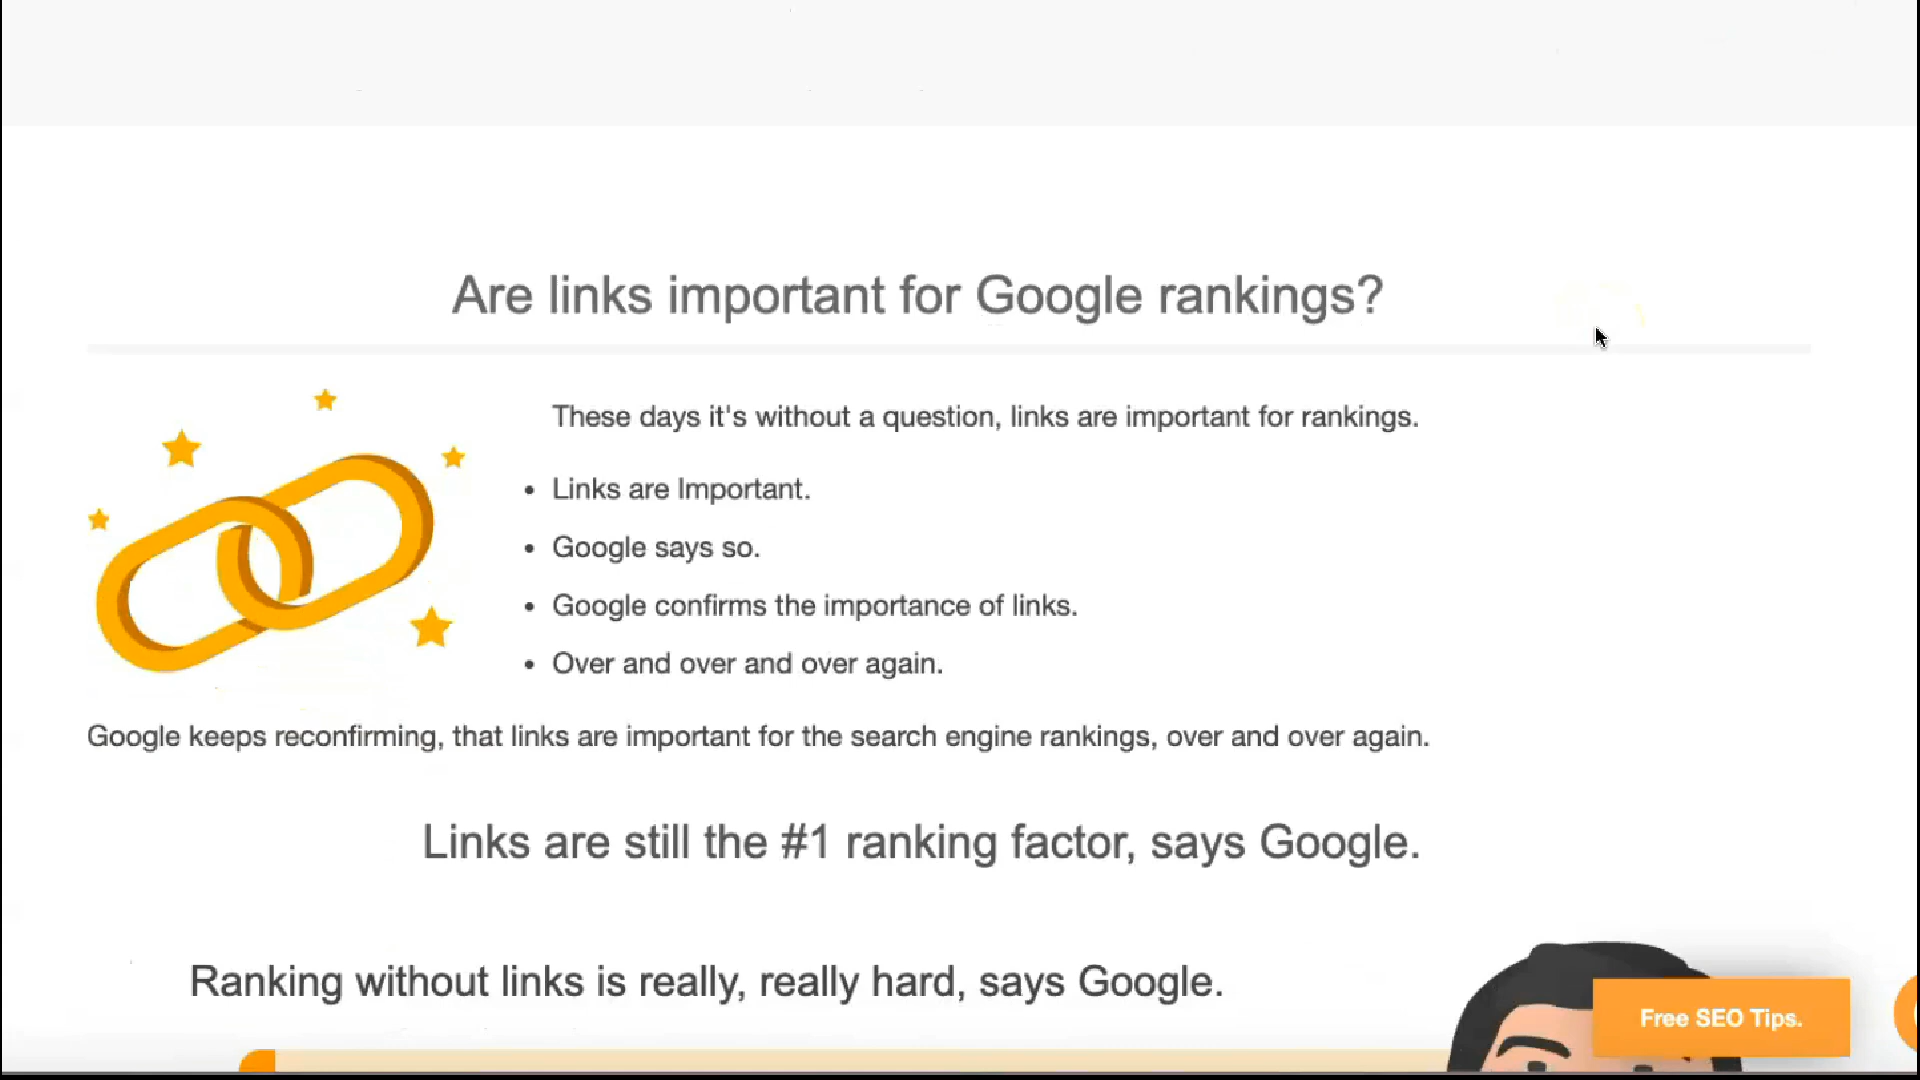 Are links important for Google rankings?
These days it's without a question, links are important for rankings.
• Links are Important.
• Google says so.
• Google confirms the importance of links.
• Over and over and over again.
Google keeps reconfirming, that links are important for the search engine rankings, over and over again.
Links are still the #1 ranking factor, says Google.
Ranking without links is really, really hard, says Google.
Free SEO Tips.